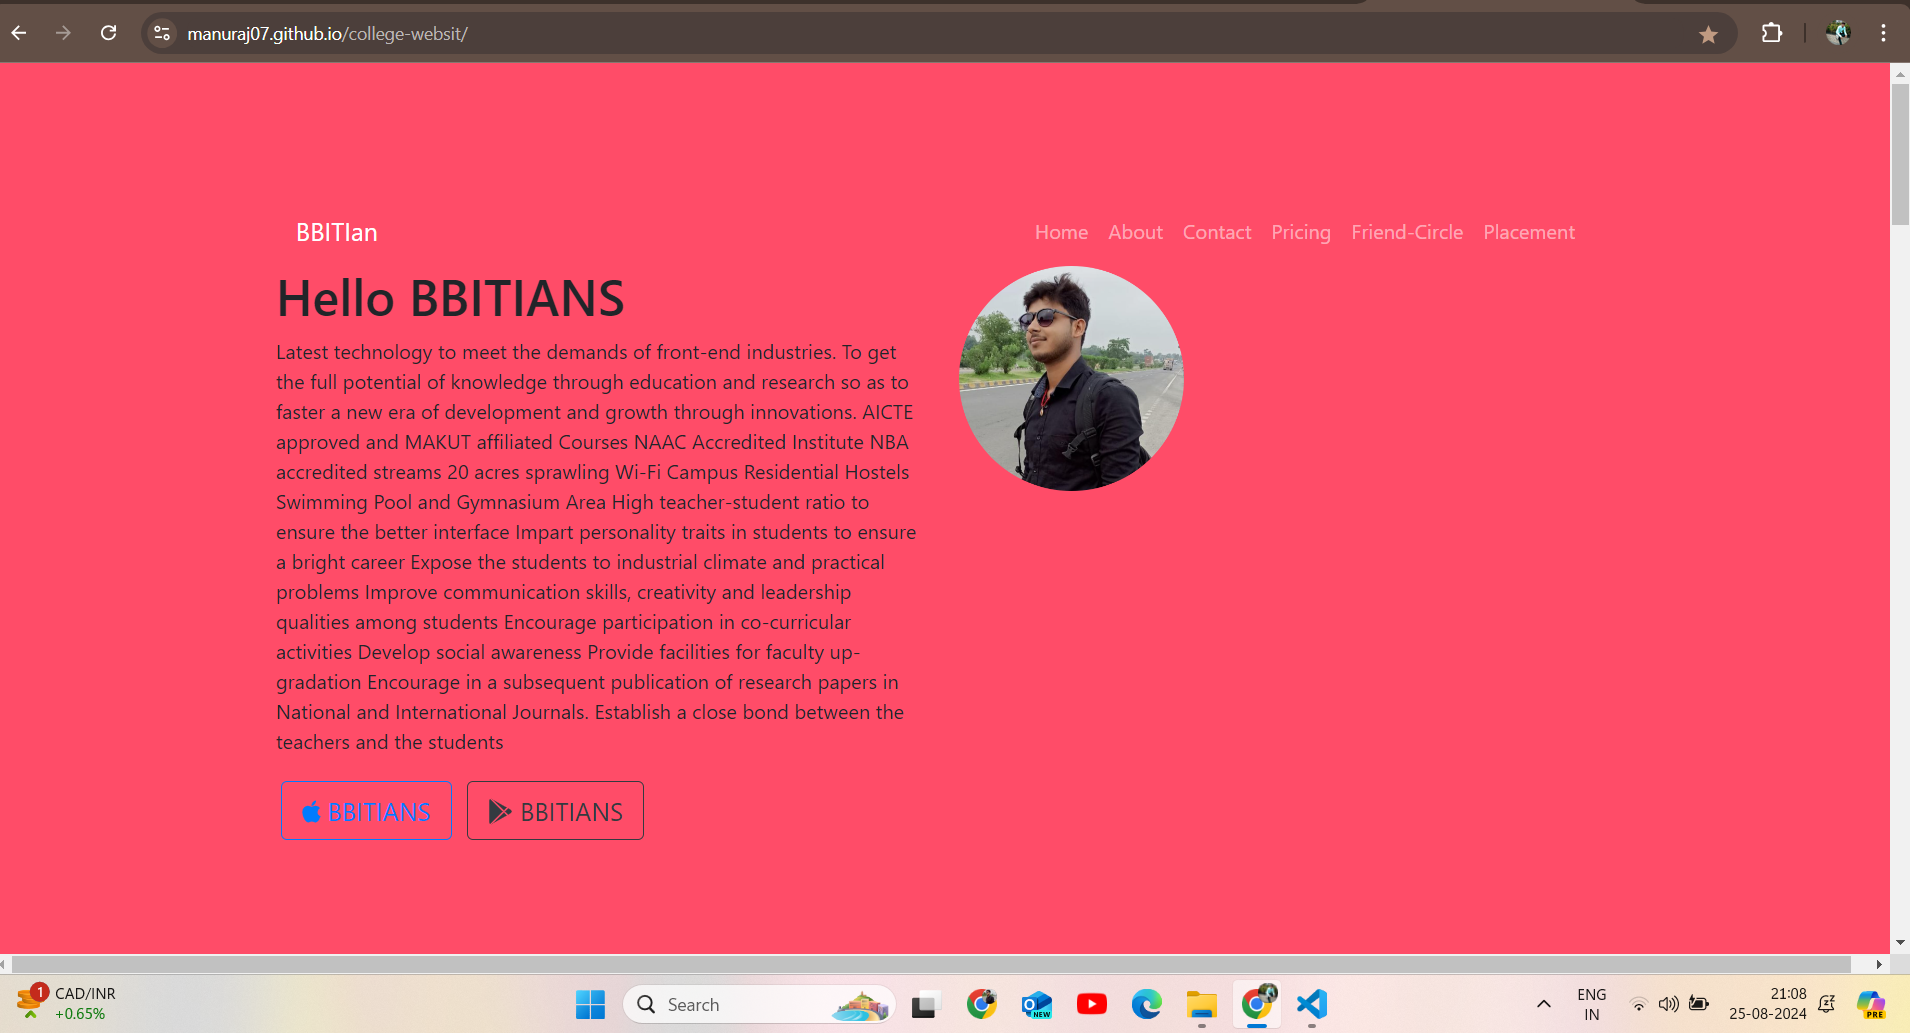 manuraj07.github.io/college-websit/
BBITIan
Home About Contact Pricing Friend-Circle Placement
Hello BBITIANS
Latest technology to meet the demands of front-end industries. To get
the full potential of knowledge through education and research so as to
faster a new era of development and growth through innovations. AICTE
approved and MAKUT affiliated Courses NAAC Accredited Institute NBA
accredited streams 20 acres sprawling Wi-Fi Campus Residential Hostels
Swimming Pool and Gymnasium Area High teacher-student ratio to
ensure the better interface Impart personality traits in students to ensure
a bright career Expose the students to industrial climate and practical
problems Improve communication skills, creativity and leadership
qualities among students Encourage participation in co-curricular
activities Develop social awareness Provide facilities for faculty up-
gradation Encourage in a subsequent publication of research papers in
National and International Journals. Establish a close bond between the
teachers and the students
BBITIANS BBITIANS
1
CAD/INR
+0.65%
Search
NEW
ENG
IN
21:08
25-08-2024
PRE